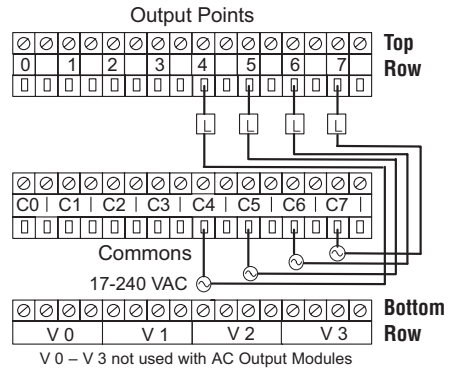 Output Points
Top
Row
0 1 2 3 4 5 6 7
L L L L
C0 | C1 | C2 | C3 | C4 | C5 | C6 | C7 |
Commons
17-240 VAC
Bottom
Row
V 0 V 1 V 2 V 3
V 0 – V 3 not used with AC Output Modules